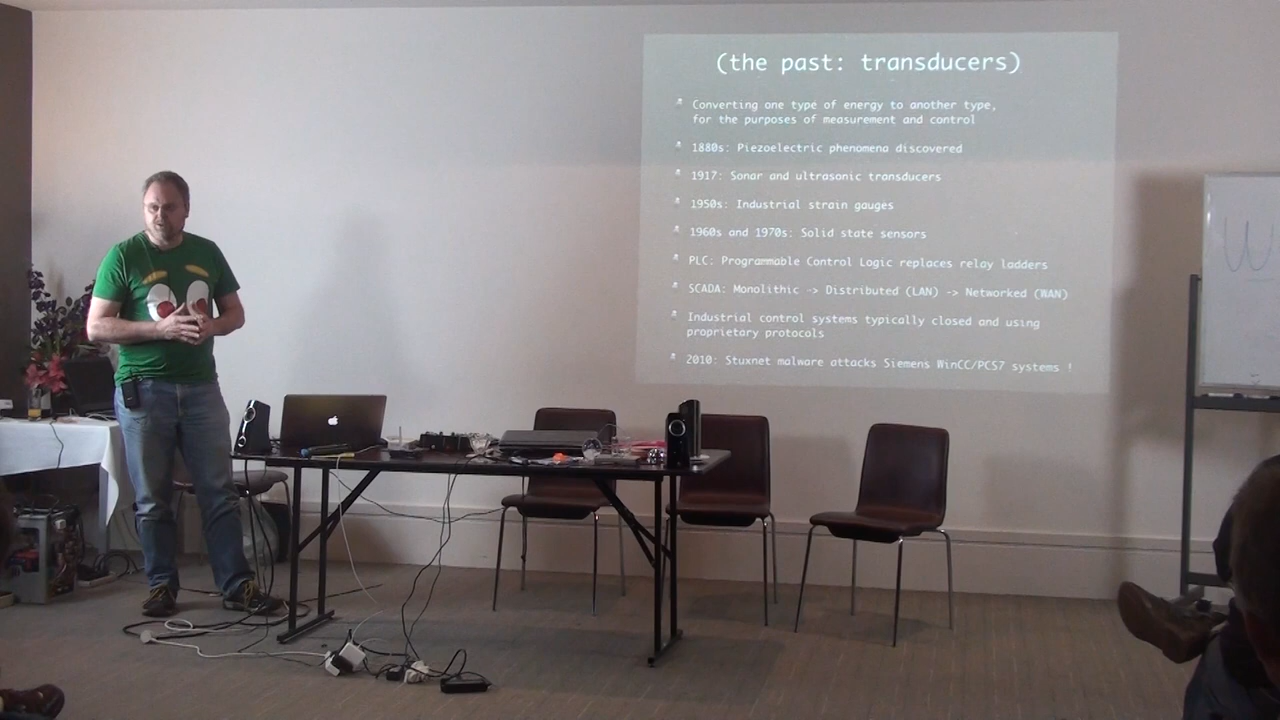 (the past: transducers)
Converting one type of energy to another type,
for the purposes of measurement and control
1880s: Piezoelectric phenomena discovered
1917: Sonar and ultrasonic transducers
1950s: Industrial strain gauges
1960s and 1970s: Solid state sensors
PLC: Programmable Control Logic replaces relay ladders
SCADA: Monolithic -> Distributed (LAN) -> Networked (WAN)
Industrial control systems typically closed and using
proprietary protocols
2010: Stuxnet malware attacks Siemens WinCC/PCS7 systems !